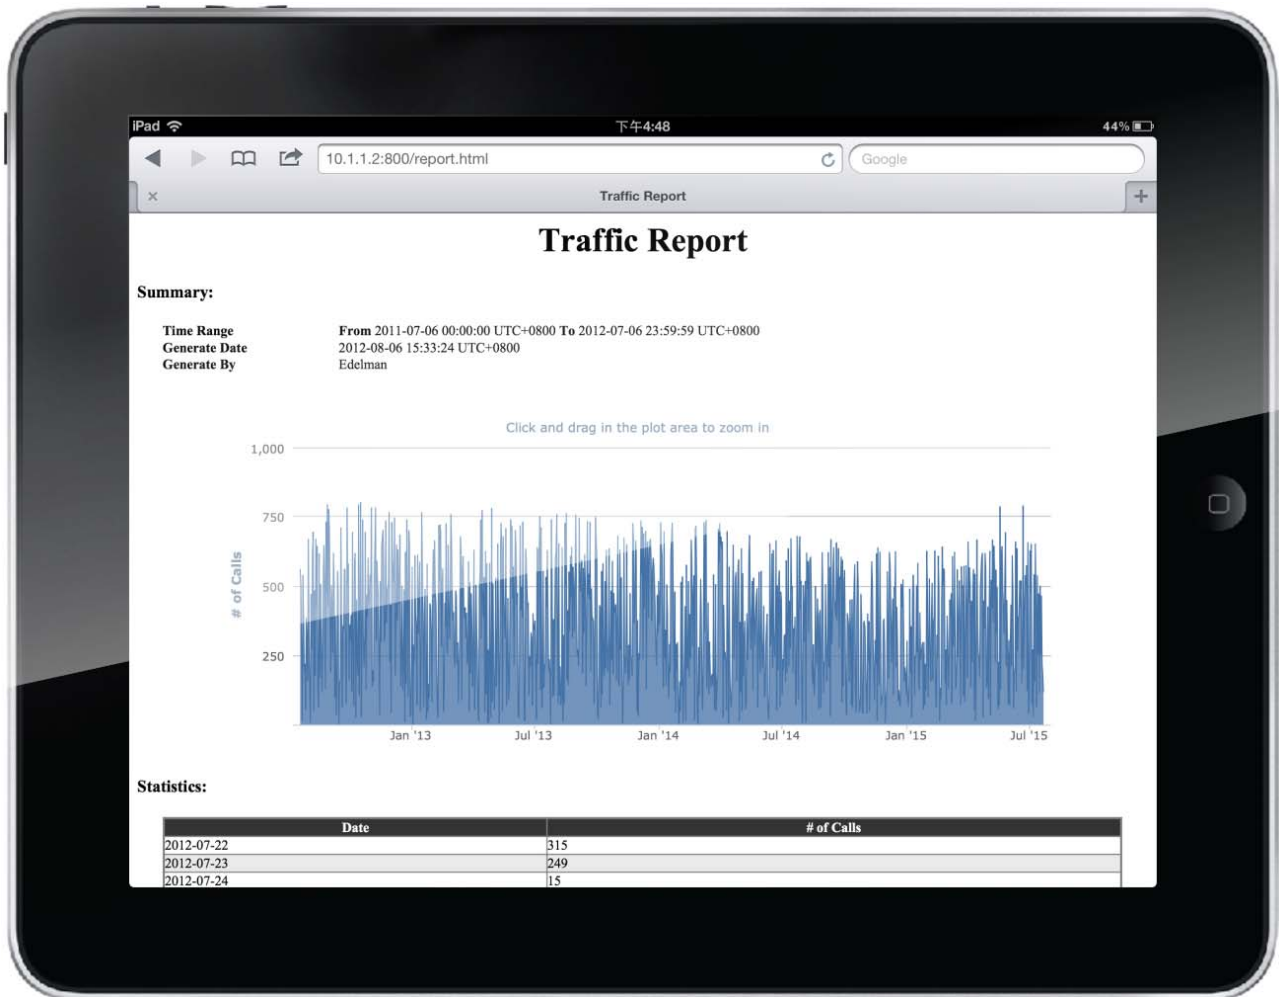 iPad 下午4:48 44%
10.1.1.2:800/report.html Google
Traffic Report
Traffic Report
Summary:
Time Range From 2011-07-06 00:00:00 UTC+0800 To 2012-07-06 23:59:59 UTC+0800
Generate Date 2012-08-06 15:33:24 UTC+0800
Generate By Edelman
Click and drag in the plot area to zoom in
1,000
750
500
250
# of Calls
Jan '13 Jul '13 Jan '14 Jul '14 Jan '15 Jul '15
Statistics:
Date # of Calls
2012-07-22 315
2012-07-23 249
2012-07-24 15